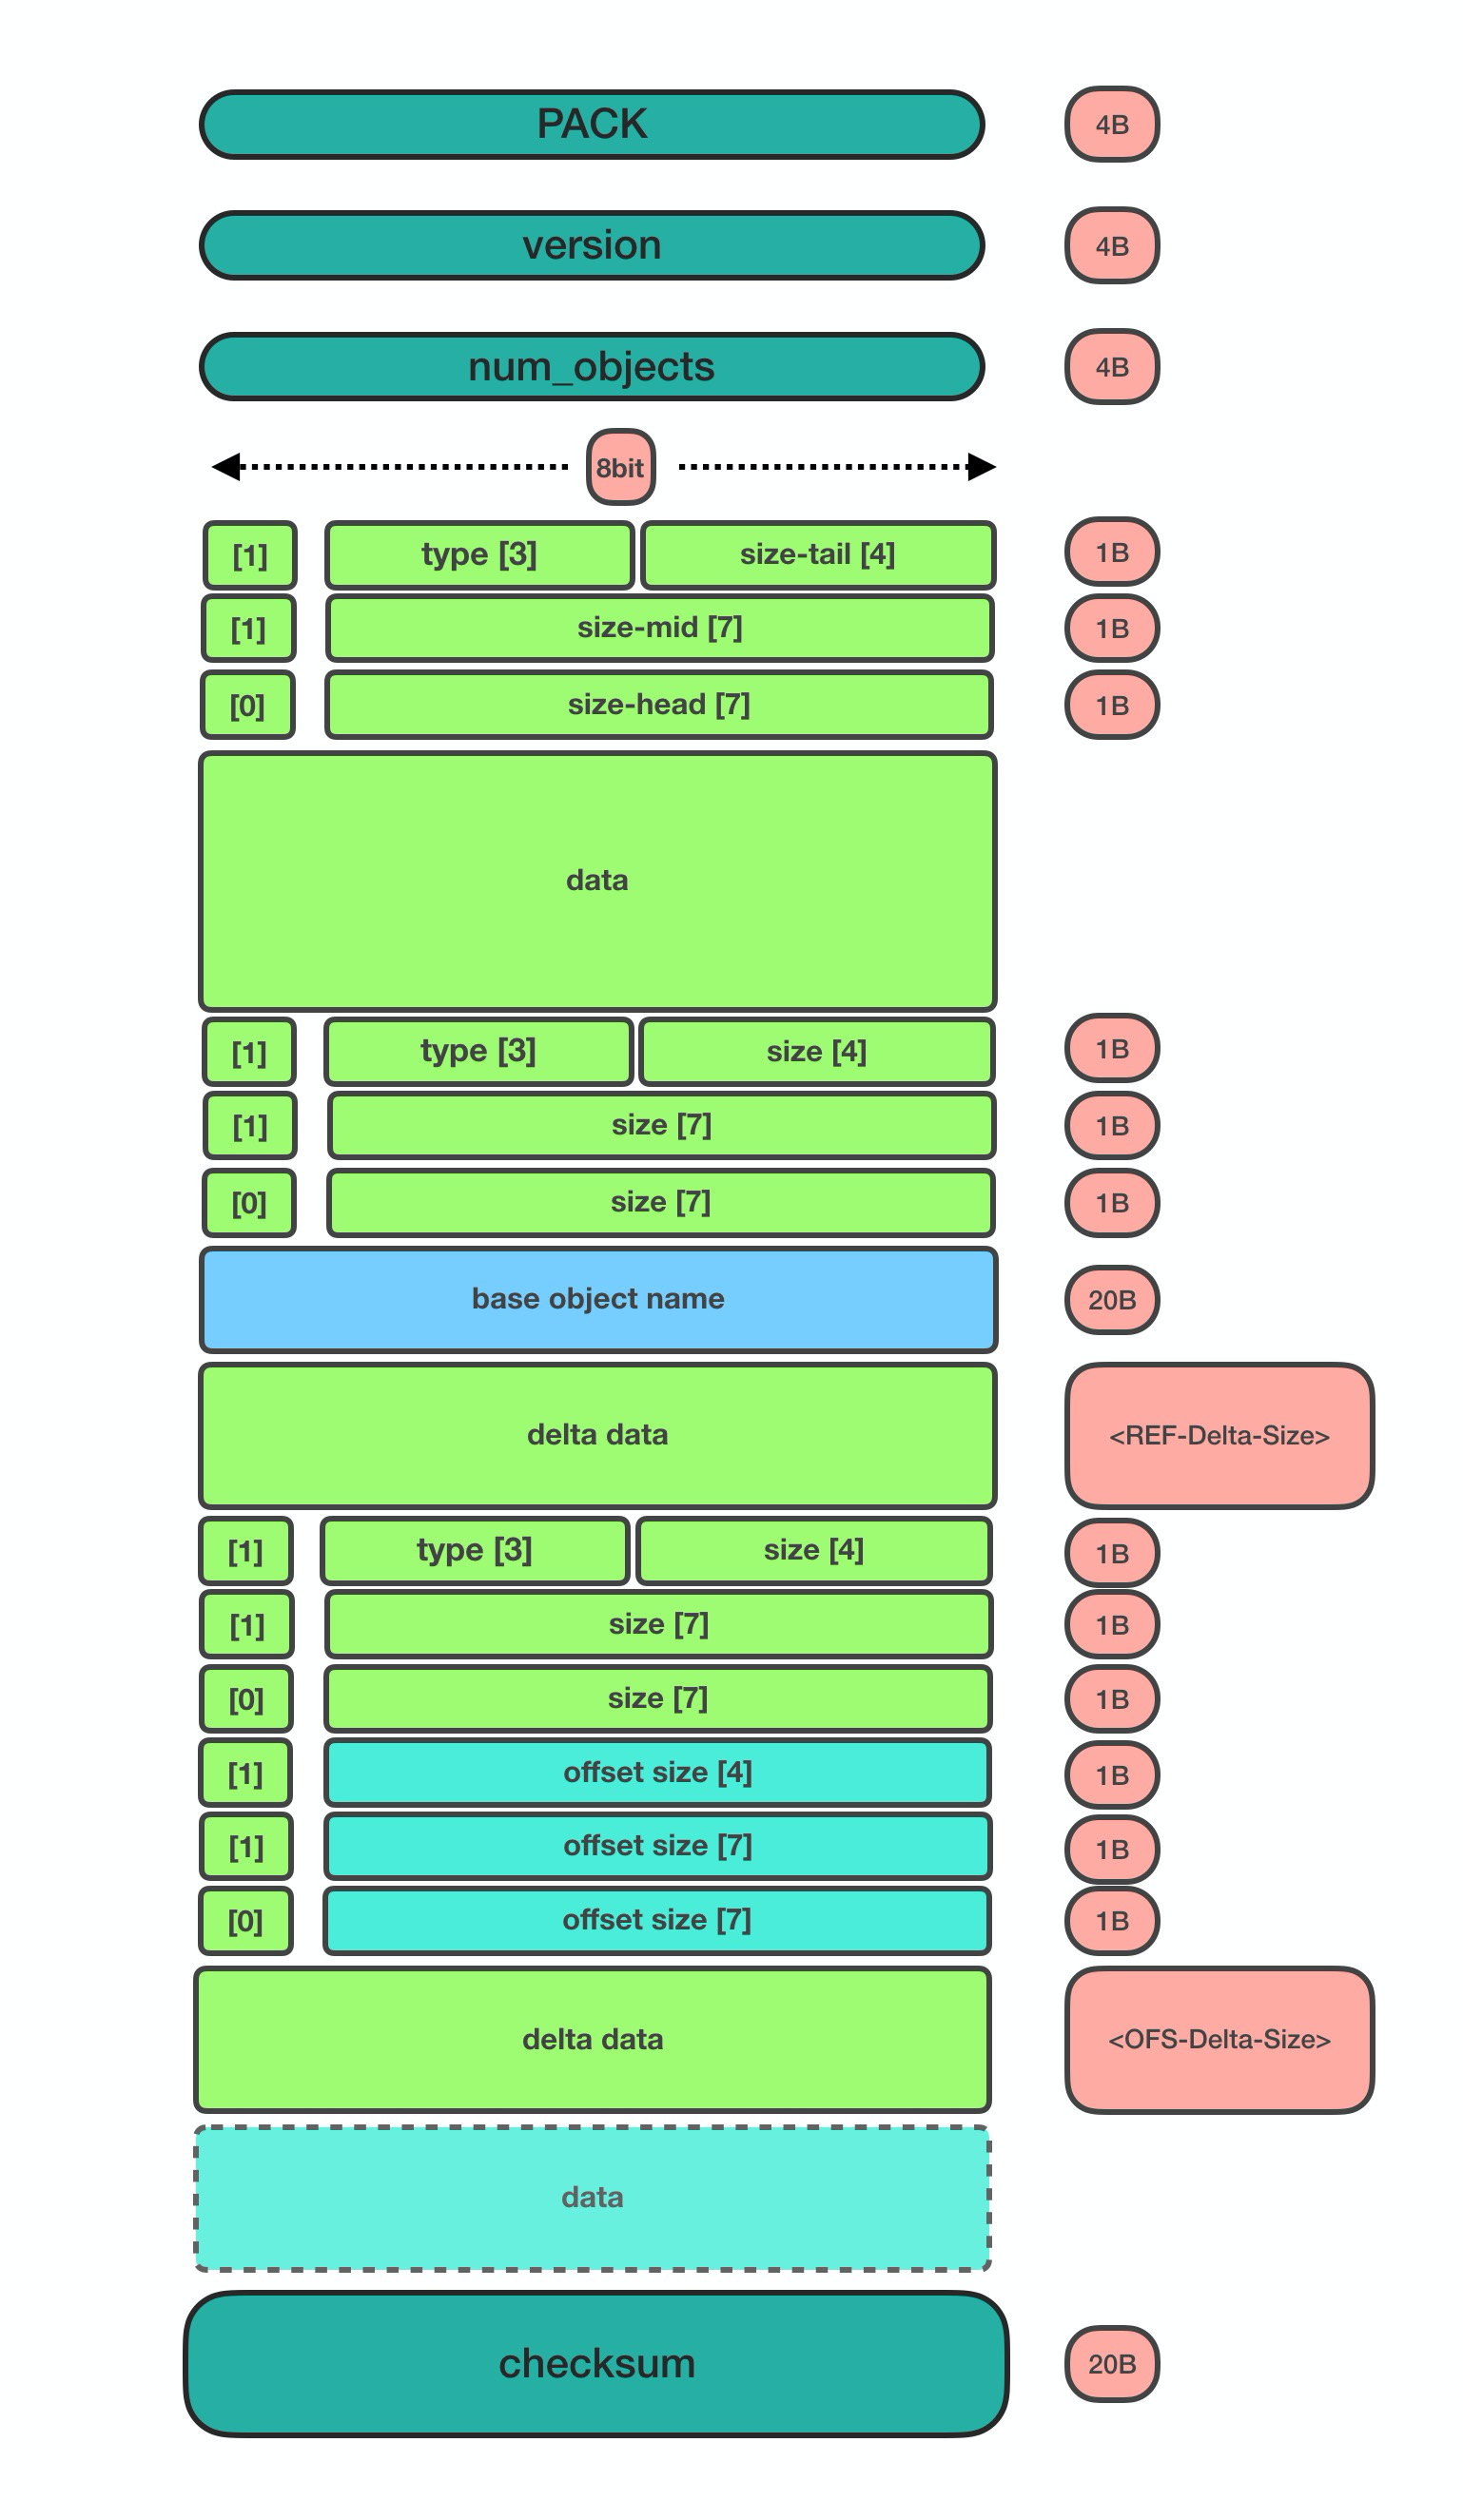 PACK 4B
version 4B
num_objects 4B
8bit
[1] type [3] size-tail [4] 1B
[1] size-mid [7] 1B
[0] size-head [7] 1B
data
[1] type [3] size [4] 1B
[1] size [7] 1B
[0] size [7] 1B
base object name 20B
delta data <REF-Delta-Size>
[1] type [3] size [4] 1B
[1] size [7] 1B
[0] size [7] 1B
[1] offset size [4] 1B
[1] offset size [7] 1B
[0] offset size [7] 1B
delta data <OFS-Delta-Size>
data
checksum 20B